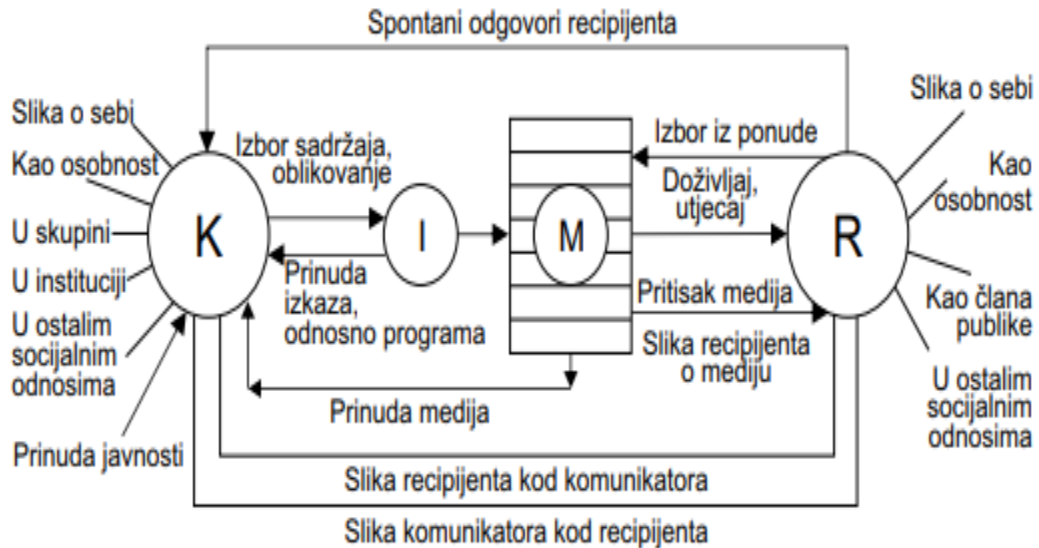 Spontani odgovori recipijenta
Slika o sebi
Kao osobnost
U skupini
U instituciji
U ostalim
socijalnim
odnosima
Prinuda javnosti
K
Izbor sadržaja,
oblikovanje
Prinuda
izkaza,
odnosno programa
I
M
Prinuda medija
Izbor iz ponude
Doživljaj,
utjecaj
Pritisak medija
Slika recipijenta
o mediju
R
Slika o sebi
Kao
osobnost
Kao člana
publike
U ostalim
socijalnim
odnosima
Slika recipijenta kod komunikatora
Slika komunikatora kod recipijenta